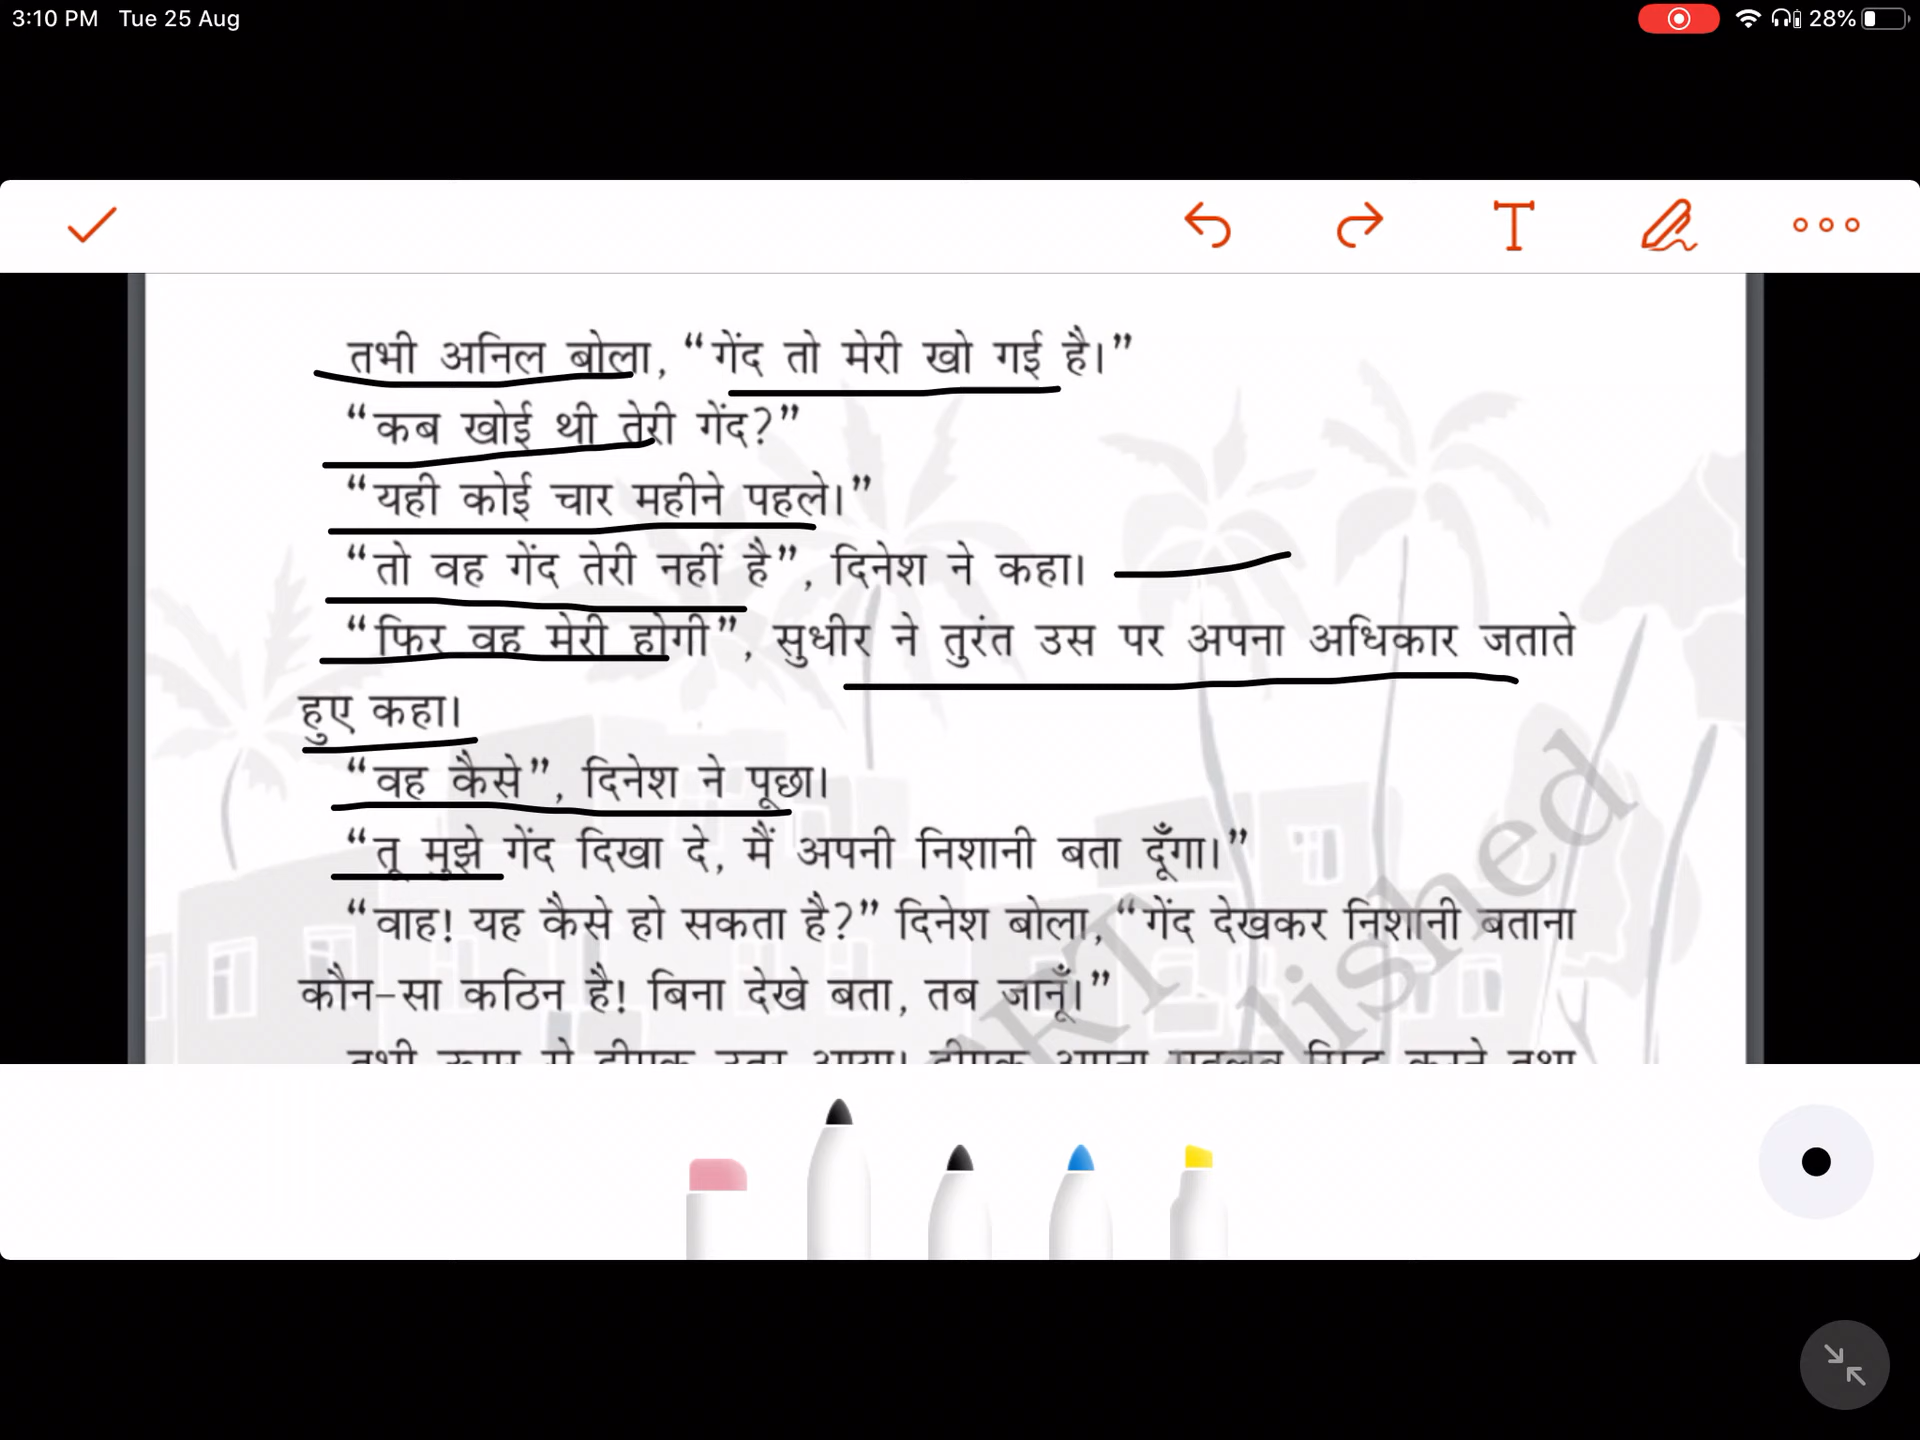 3:10 PM Tue 25 Aug
28%
T
तभी अनिल बोला, “गेंद तो मेरी खो गई है।”
“कब खोई थी तेरी गेंद?”
“यही कोई चार महीने पहले।”
“तो वह गेंद तेरी नहीं है”, दिनेश ने कहा।
“फिर वह मेरी होगी”, सुधीर ने तुरंत उस पर अपना अधिकार जताते
हुए कहा।
“वह कैसे”, दिनेश ने पूछा।
“तू मुझे गेंद दिखा दे, मैं अपनी निशानी बता दूँगा।”
“वाह! यह कैसे हो सकता है?” दिनेश बोला, “गेंद देखकर निशानी बताना
कौन-सा कठिन है! बिना देखे बता, तब जानूँ।”